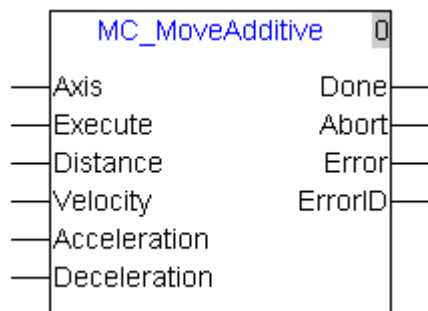 MC_MoveAdditive 0
Axis Done
Execute Abort
Distance Error
Velocity ErrorID
Acceleration
Deceleration